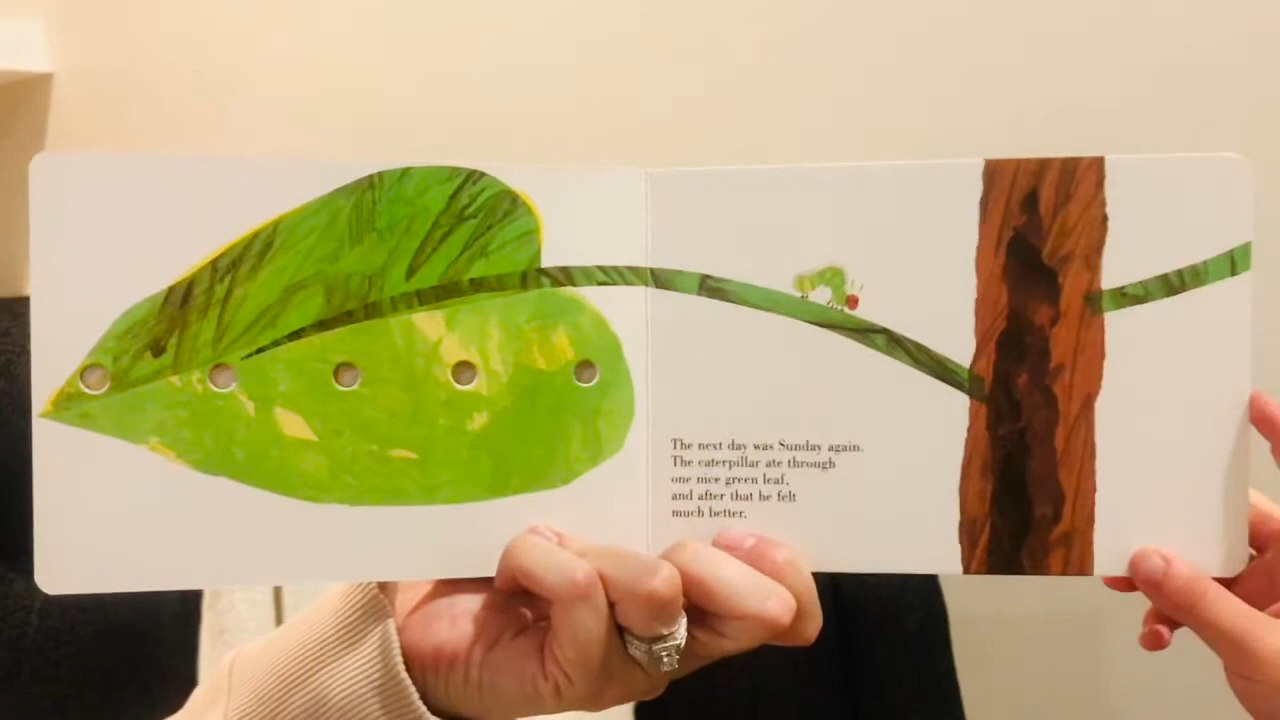 The next day was Sunday again.
The caterpillar ate through
one nice green leaf,
and after that he felt
much better.